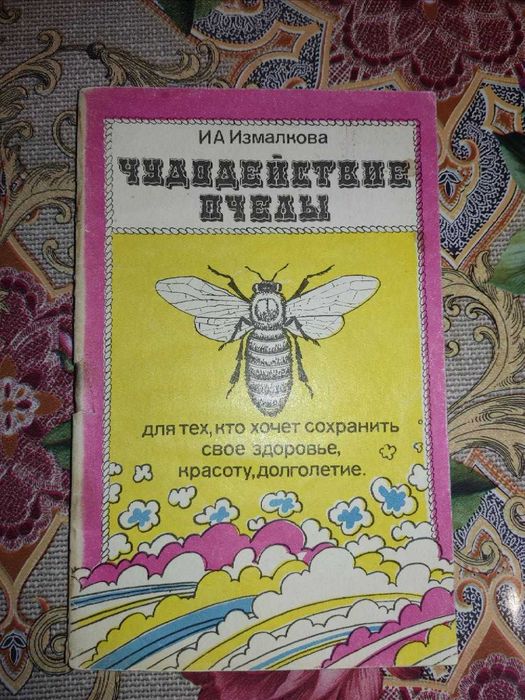 И А Измалкова
ЧУДОДЕЙСТВИЕ
ПЧЕЛЫ
для тех, кто хочет сохранить
свое здоровье,
красоту, долголетие.